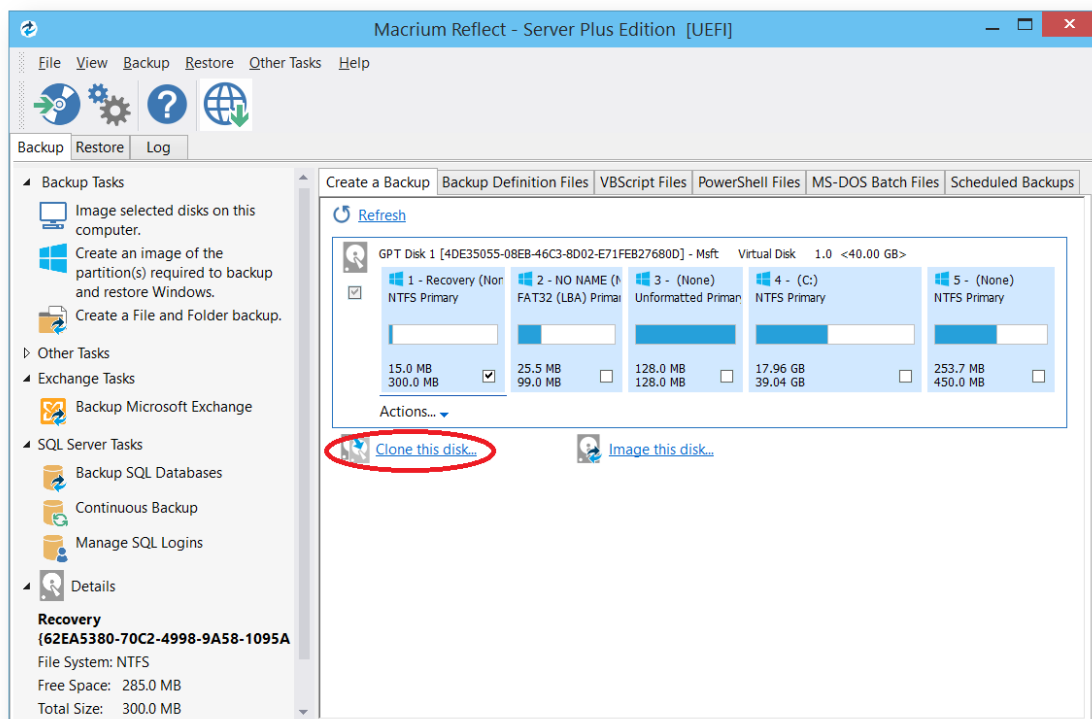 Macrium Reflect - Server Plus Edition [UEFI]
File View Backup Restore Other Tasks Help
Backup Restore Log
Backup Tasks
Image selected disks on this
computer.
Create an image of the
partition(s) required to backup
and restore Windows.
Create a File and Folder backup.
Other Tasks
Exchange Tasks
Backup Microsoft Exchange
SQL Server Tasks
Backup SQL Databases
Continuous Backup
Manage SQL Logins
Details
Recovery
{62EA5380-70C2-4998-9A58-1095A
File System: NTFS
Free Space: 285.0 MB
Total Size: 300.0 MB
Create a Backup Backup Definition Files VBScript Files PowerShell Files MS-DOS Batch Files Scheduled Backups
Refresh
GPT Disk 1 [4DE35055-08EB-46C3-8D02-E71FEB27680D] - Msft Virtual Disk 1.0 <40.00 GB>
1 - Recovery (Non
NTFS Primary
15.0 MB
300.0 MB
2 - NO NAME (N
FAT32 (LBA) Primar
25.5 MB
99.0 MB
3 - (None)
Unformatted Primary
128.0 MB
128.0 MB
4 - (C:)
NTFS Primary
17.96 GB
39.04 GB
5 - (None)
NTFS Primary
253.7 MB
450.0 MB
Actions...
Clone this disk...
Image this disk...